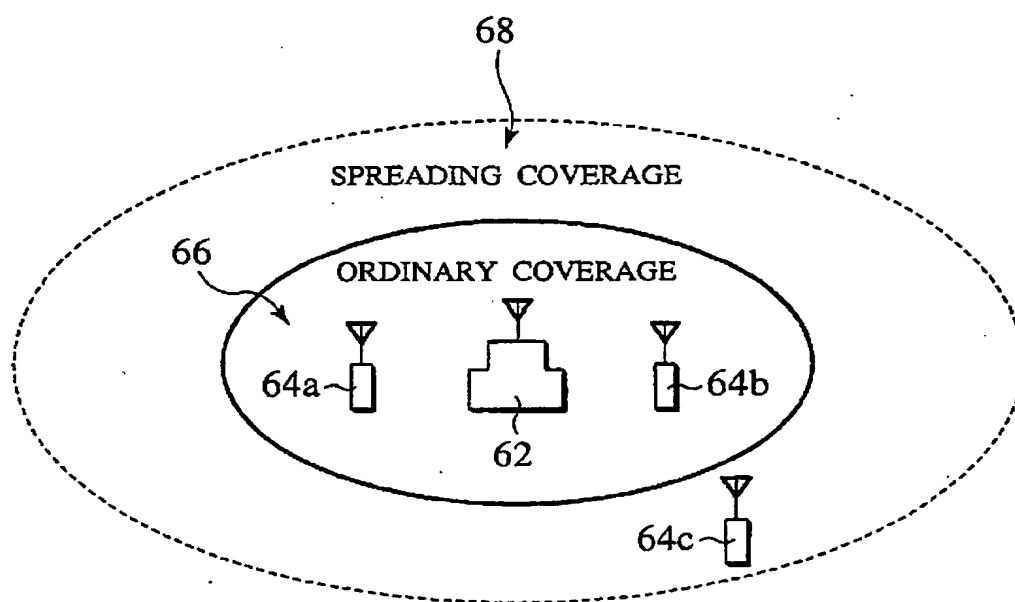 68
SPREADING COVERAGE
66
ORDINARY COVERAGE
64a
64b
62
64c